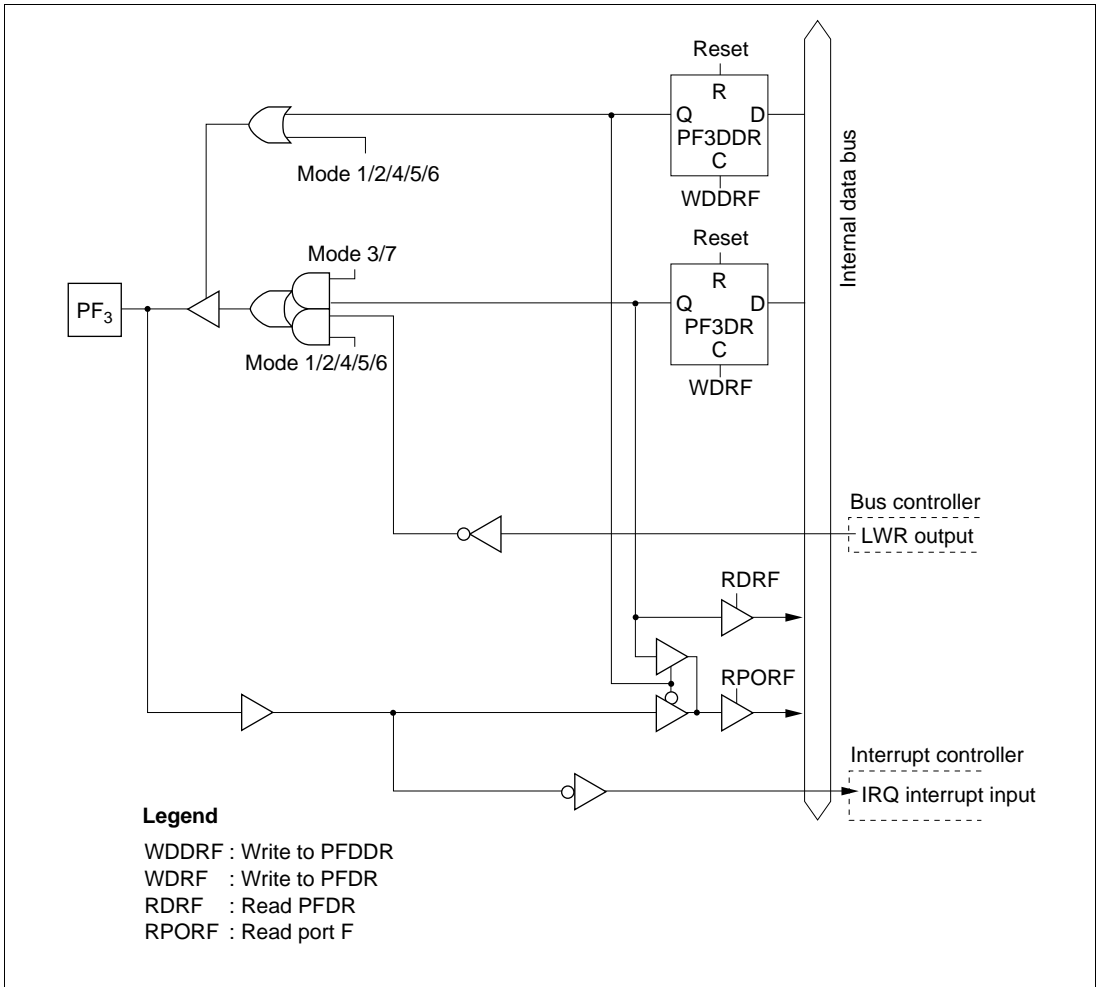 Reset
R
Q D
PF3DDR
C
WDDRF
Mode 1/2/4/5/6
Internal data bus
Reset
Mode 3/7
R
Q D
PF3DR
C
WDRF
PF3
Mode 1/2/4/5/6
Bus controller
LWR output
RDRF
RPORF
Interrupt controller
IRQ interrupt input
Legend
WDDRF : Write to PFDDR
WDRF : Write to PFDR
RDRF : Read PFDR
RPORF : Read port F